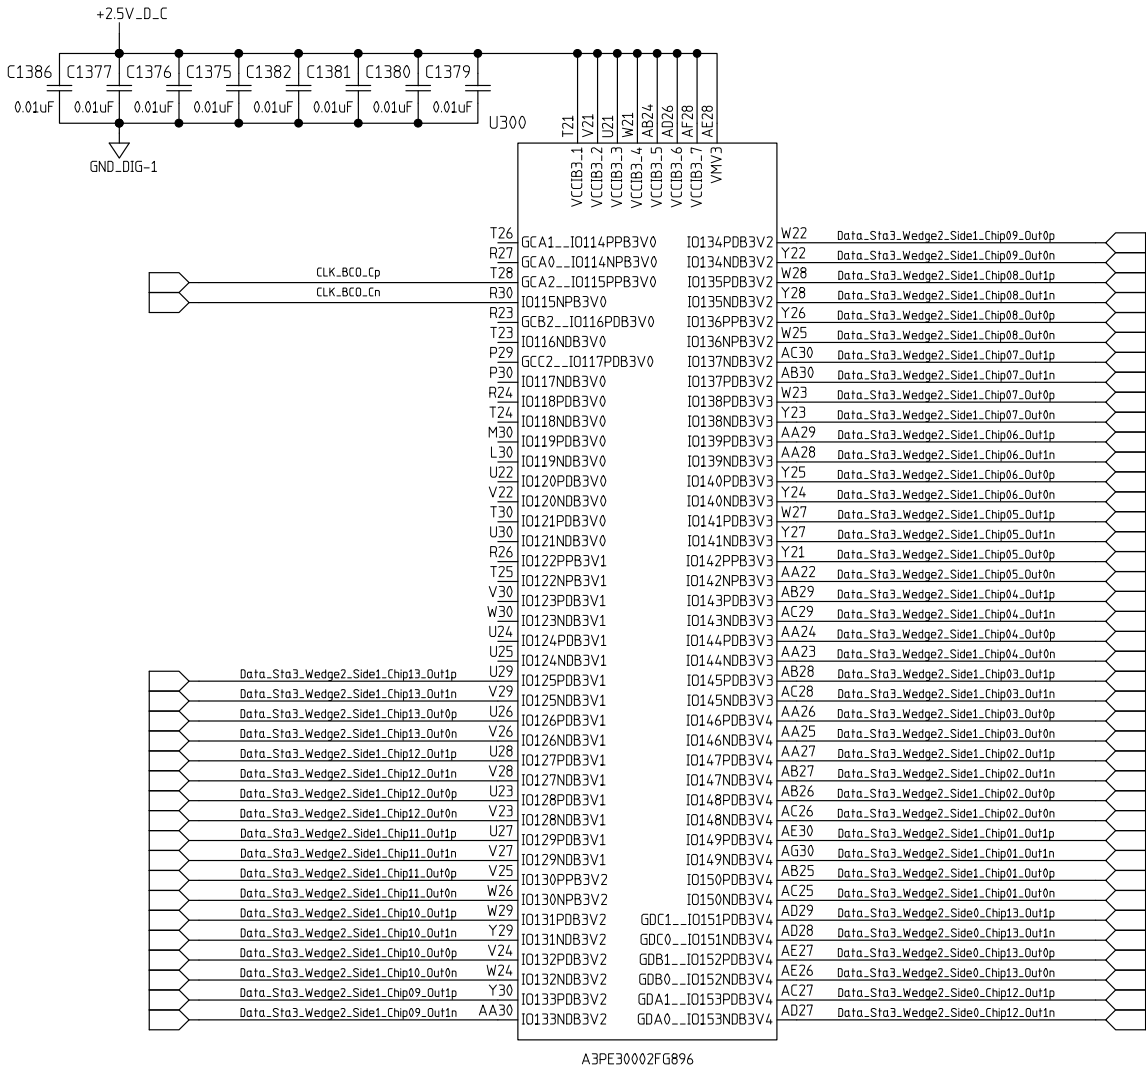 +2.5V_D_C
C1386 C1377 C1376 C1375 C1382 C1381 C1380 C1379
0.01uF 0.01uF 0.01uF 0.01uF 0.01uF 0.01uF 0.01uF 0.01uF
GND_DIG-1
U300
T21 V21 U21 W21 AB24 AD26 AF28 AE28
VCCIB3_1 VCCIB3_2 VCCIB3_3 VCCIB3_4 VCCIB3_5 VCCIB3_6 VCCIB3_7 VMV3
T26 GCA1__IO114PPB3V0 IO134PDB3V2 W22 Data_Sta3_Wedge2_Side1_Chip09_Out0p
R27 GCA0__IO114NPB3V0 IO134NDB3V2 Y22 Data_Sta3_Wedge2_Side1_Chip09_Out0n
CLK_BCO_Cp T28 GCA2__IO115PPB3V0 IO135PDB3V2 W28 Data_Sta3_Wedge2_Side1_Chip08_Out1p
CLK_BCO_Cn R30 IO115NPB3V0 IO135NDB3V2 Y28 Data_Sta3_Wedge2_Side1_Chip08_Out1n
R23 GCB2__IO116PDB3V0 IO136PPB3V2 Y26 Data_Sta3_Wedge2_Side1_Chip08_Out0p
T23 IO116NDB3V0 IO136NPB3V2 W25 Data_Sta3_Wedge2_Side1_Chip08_Out0n
P29 GCC2__IO117PDB3V0 IO137NDB3V2 AC30 Data_Sta3_Wedge2_Side1_Chip07_Out1p
P30 IO117NDB3V0 IO137PDB3V2 AB30 Data_Sta3_Wedge2_Side1_Chip07_Out1n
R24 IO118PDB3V0 IO138PDB3V3 W23 Data_Sta3_Wedge2_Side1_Chip07_Out0p
T24 IO118NDB3V0 IO138NDB3V3 Y23 Data_Sta3_Wedge2_Side1_Chip07_Out0n
M30 IO119PDB3V0 IO139PDB3V3 AA29 Data_Sta3_Wedge2_Side1_Chip06_Out1p
L30 IO119NDB3V0 IO139NDB3V3 AA28 Data_Sta3_Wedge2_Side1_Chip06_Out1n
U22 IO120PDB3V0 IO140PDB3V3 Y25 Data_Sta3_Wedge2_Side1_Chip06_Out0p
V22 IO120NDB3V0 IO140NDB3V3 Y24 Data_Sta3_Wedge2_Side1_Chip06_Out0n
T30 IO121PDB3V0 IO141PDB3V3 W27 Data_Sta3_Wedge2_Side1_Chip05_Out1p
U30 IO121NDB3V0 IO141NDB3V3 Y27 Data_Sta3_Wedge2_Side1_Chip05_Out1n
R26 IO122PPB3V1 IO142PPB3V3 Y21 Data_Sta3_Wedge2_Side1_Chip05_Out0p
T25 IO122NPB3V1 IO142NPB3V3 AA22 Data_Sta3_Wedge2_Side1_Chip05_Out0n
V30 IO123PDB3V1 IO143PDB3V3 AB29 Data_Sta3_Wedge2_Side1_Chip04_Out1p
W30 IO123NDB3V1 IO143NDB3V3 AC29 Data_Sta3_Wedge2_Side1_Chip04_Out1n
U24 IO124PDB3V1 IO144PDB3V3 AA24 Data_Sta3_Wedge2_Side1_Chip04_Out0p
U25 IO124NDB3V1 IO144NDB3V3 AA23 Data_Sta3_Wedge2_Side1_Chip04_Out0n
Data_Sta3_Wedge2_Side1_Chip13_Out1p U29 IO125PDB3V1 IO145PDB3V3 AB28 Data_Sta3_Wedge2_Side1_Chip03_Out1p
Data_Sta3_Wedge2_Side1_Chip13_Out1n V29 IO125NDB3V1 IO145NDB3V3 AC28 Data_Sta3_Wedge2_Side1_Chip03_Out1n
Data_Sta3_Wedge2_Side1_Chip13_Out0p U26 IO126PDB3V1 IO146PDB3V4 AA26 Data_Sta3_Wedge2_Side1_Chip03_Out0p
Data_Sta3_Wedge2_Side1_Chip13_Out0n V26 IO126NDB3V1 IO146NDB3V4 AA25 Data_Sta3_Wedge2_Side1_Chip03_Out0n
Data_Sta3_Wedge2_Side1_Chip12_Out1p U28 IO127PDB3V1 IO147PDB3V4 AA27 Data_Sta3_Wedge2_Side1_Chip02_Out1p
Data_Sta3_Wedge2_Side1_Chip12_Out1n V28 IO127NDB3V1 IO147NDB3V4 AB27 Data_Sta3_Wedge2_Side1_Chip02_Out1n
Data_Sta3_Wedge2_Side1_Chip12_Out0p U23 IO128PDB3V1 IO148PDB3V4 AB26 Data_Sta3_Wedge2_Side1_Chip02_Out0p
Data_Sta3_Wedge2_Side1_Chip12_Out0n V23 IO128NDB3V1 IO148NDB3V4 AC26 Data_Sta3_Wedge2_Side1_Chip02_Out0n
Data_Sta3_Wedge2_Side1_Chip11_Out1p U27 IO129PDB3V1 IO149PDB3V4 AE30 Data_Sta3_Wedge2_Side1_Chip01_Out1p
Data_Sta3_Wedge2_Side1_Chip11_Out1n V27 IO129NDB3V1 IO149NDB3V4 AG30 Data_Sta3_Wedge2_Side1_Chip01_Out1n
Data_Sta3_Wedge2_Side1_Chip11_Out0p V25 IO130PPB3V2 IO150PDB3V4 AB25 Data_Sta3_Wedge2_Side1_Chip01_Out0p
Data_Sta3_Wedge2_Side1_Chip11_Out0n W26 IO130NPB3V2 IO150NDB3V4 AC25 Data_Sta3_Wedge2_Side1_Chip01_Out0n
Data_Sta3_Wedge2_Side1_Chip10_Out1p W29 IO131PDB3V2 GDC1__IO151PDB3V4 AD29 Data_Sta3_Wedge2_Side0_Chip13_Out1p
Data_Sta3_Wedge2_Side1_Chip10_Out1n Y29 IO131NDB3V2 GDC0__IO151NDB3V4 AD28 Data_Sta3_Wedge2_Side0_Chip13_Out1n
Data_Sta3_Wedge2_Side1_Chip10_Out0p V24 IO132PDB3V2 GDB1__IO152PDB3V4 AE27 Data_Sta3_Wedge2_Side0_Chip13_Out0p
Data_Sta3_Wedge2_Side1_Chip10_Out0n W24 IO132NDB3V2 GDB0__IO152NDB3V4 AE26 Data_Sta3_Wedge2_Side0_Chip13_Out0n
Data_Sta3_Wedge2_Side1_Chip09_Out1p Y30 IO133PDB3V2 GDA1__IO153PDB3V4 AC27 Data_Sta3_Wedge2_Side0_Chip12_Out1p
Data_Sta3_Wedge2_Side1_Chip09_Out1n AA30 IO133NDB3V2 GDA0__IO153NDB3V4 AD27 Data_Sta3_Wedge2_Side0_Chip12_Out1n
A3PE30002FG896